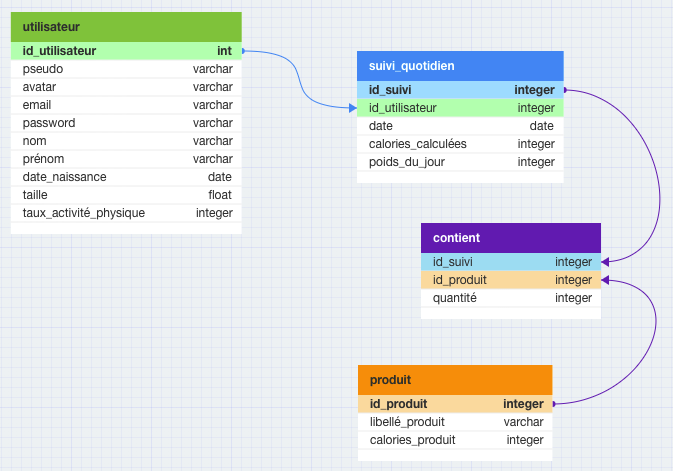 utilisateur
id_utilisateur int
pseudo varchar
avatar varchar
email varchar
password varchar
nom varchar
prénom varchar
date_naissance date
taille float
taux_activité_physique integer
suivi_quotidien
id_suivi integer
id_utilisateur integer
date date
calories_calculées integer
poids_du_jour integer
contient
id_suivi integer
id_produit integer
quantité integer
produit
id_produit integer
libellé_produit varchar
calories_produit integer